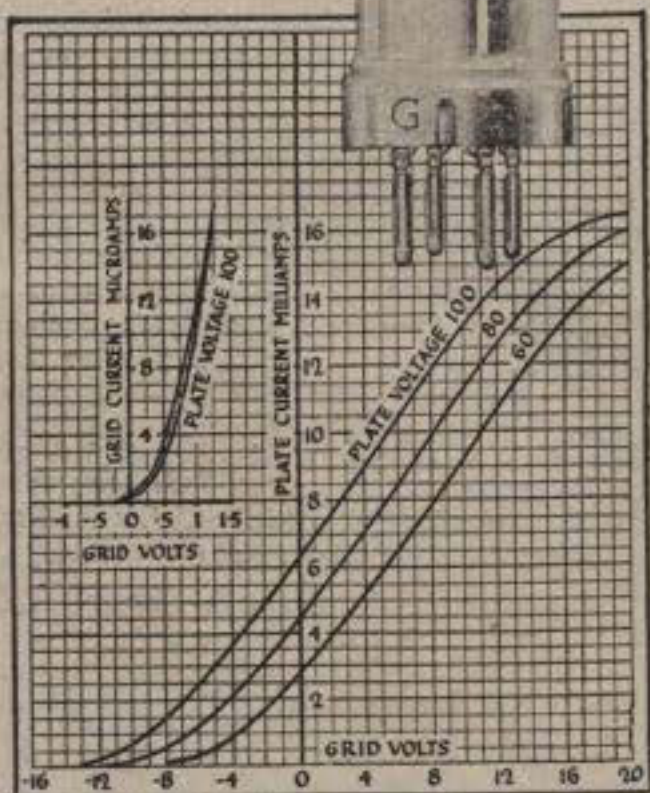 G
GRID CURRENT MICROAMPS
16
12
8
4
PLATE VOLTAGE 100
-1 -.5 0 .5 1 1.5
GRID VOLTS
PLATE CURRENT MILLIAMPS
16
14
12
10
8
6
4
2
PLATE VOLTAGE 100
80
60
GRID VOLTS
-16 -12 -8 -4 0 4 8 12 16 20